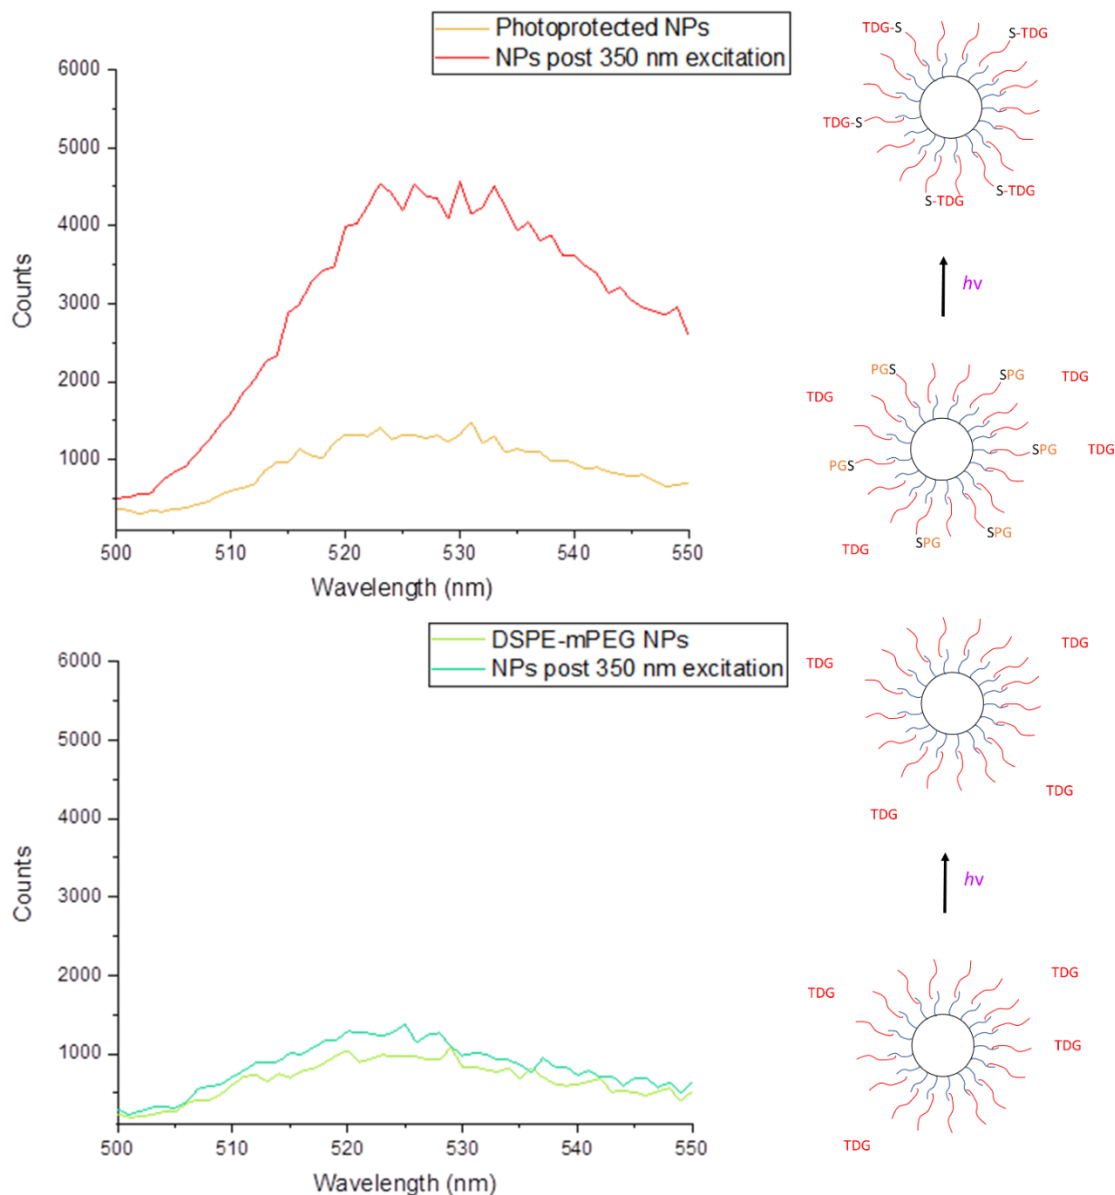 Photoprotected NPs
NPs post 350 nm excitation
6000
5000
4000
3000
2000
1000
Counts
500
510
520
530
540
550
Wavelength (nm)
TDG-S
S-TDG
TDG-S
S-TDG
S-TDG
hν
PGS
SPG
TDG
TDG
SPG
TDG
PGS
SPG
SPG
TDG
DSPE-mPEG NPs
NPs post 350 nm excitation
6000
5000
4000
3000
2000
1000
Counts
500
510
520
530
540
550
Wavelength (nm)
TDG
TDG
TDG
TDG
hν
TDG
TDG
TDG
TDG